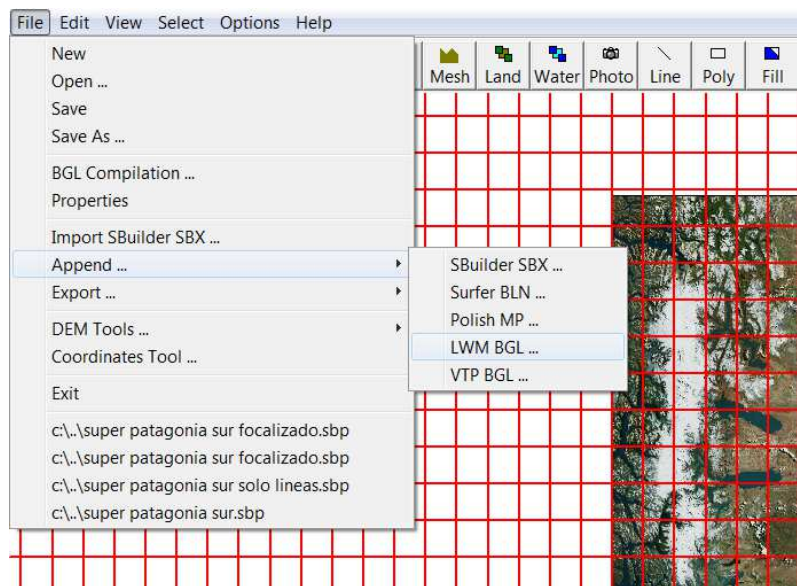 File Edit View Select Options Help
Mesh Land Water Photo Line Poly Fill
New
Open ...
Save
Save As ...
BGL Compilation ...
Properties
Import SBuilder SBX ...
Append ...
Export ...
DEM Tools ...
Coordinates Tool ...
Exit
c:\..\super patagonia sur focalizado.sbp
c:\..\super patagonia sur focalizado.sbp
c:\..\super patagonia sur solo lineas.sbp
c:\..\super patagonia sur.sbp
SBuilder SBX ...
Surfer BLN ...
Polish MP ...
LWM BGL ...
VTP BGL ...